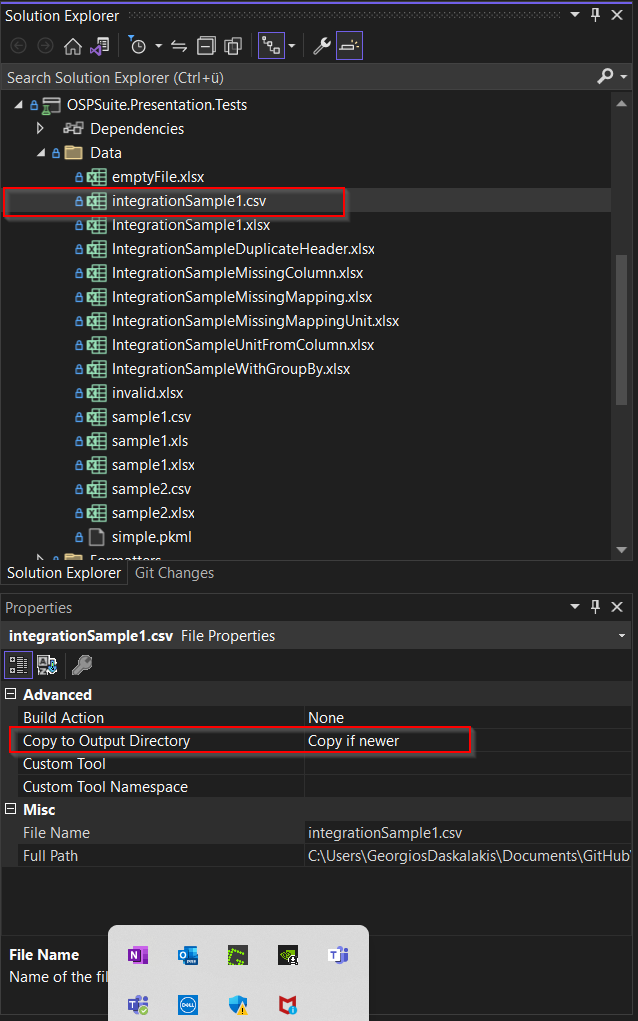 Solution Explorer
Search Solution Explorer (Ctrl+ü)
OSPSuite.Presentation.Tests
Dependencies
Data
emptyFile.xlsx
integrationSample1.csv
IntegrationSample1.xlsx
IntegrationSampleDuplicateHeader.xlsx
IntegrationSampleMissingColumn.xlsx
IntegrationSampleMissingMapping.xlsx
IntegrationSampleMissingMappingUnit.xlsx
IntegrationSampleUnitFromColumn.xlsx
IntegrationSampleWithGroupBy.xlsx
invalid.xlsx
sample1.csv
sample1.xls
sample1.xlsx
sample2.csv
sample2.xlsx
simple.pkml
Formatters
Solution Explorer Git Changes
Properties
integrationSample1.csv File Properties
Advanced
Build Action None
Copy to Output Directory Copy if newer
Custom Tool
Custom Tool Namespace
Misc
File Name integrationSample1.csv
Full Path C:\Users\GeorgiosDaskalakis\Documents\GitHub\
File Name
Name of the fil
DELL